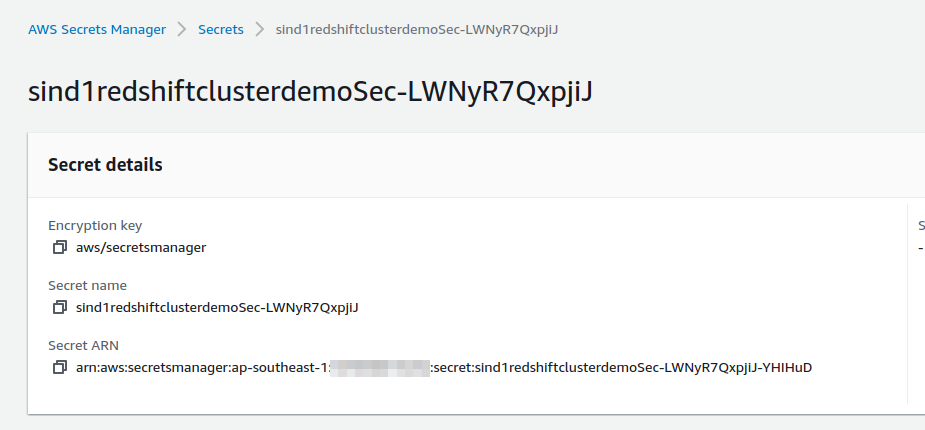 AWS Secrets Manager > Secrets > sind1redshiftclusterdemoSec-LWNyR7QxpjiJ
sind1redshiftclusterdemoSec-LWNyR7QxpjiJ
Secret details
Encryption key
aws/secretsmanager
Secret name
sind1redshiftclusterdemoSec-LWNyR7QxpjiJ
Secret ARN
arn:aws:secretsmanager:ap-southeast-1: :secret:sind1redshiftclusterdemoSec-LWNyR7QxpjiJ-YHIHuD
S
-